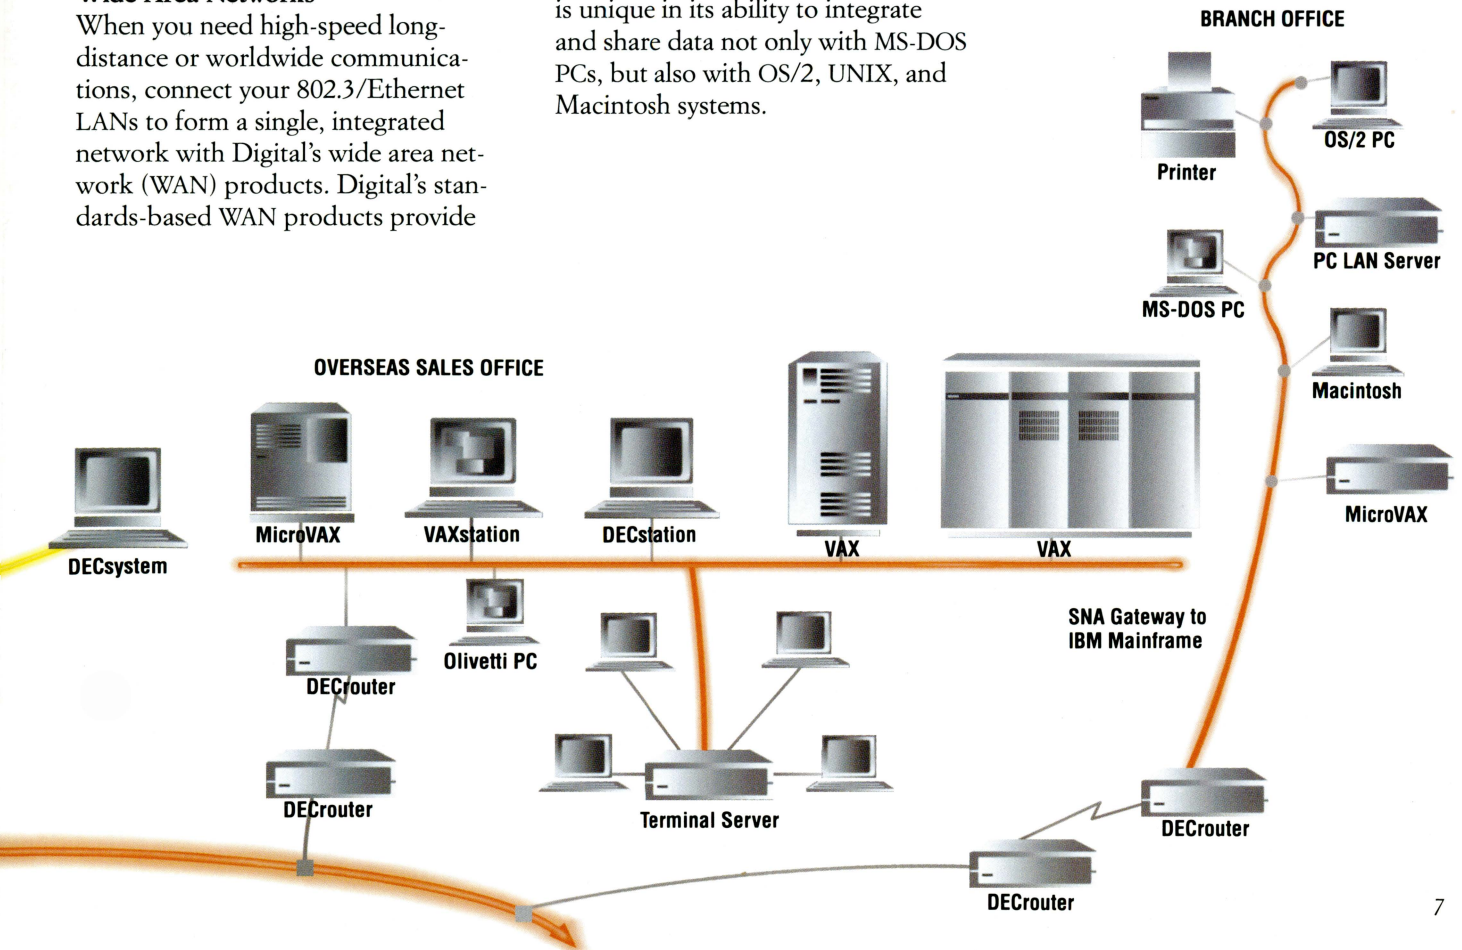 Wide Area Networks
When you need high-speed long-
distance or worldwide communica-
tions, connect your 802.3/Ethernet
LANs to form a single, integrated
network with Digital's wide area net-
work (WAN) products. Digital's stan-
dards-based WAN products provide
is unique in its ability to integrate
and share data not only with MS-DOS
PCs, but also with OS/2, UNIX, and
Macintosh systems.
BRANCH OFFICE
OS/2 PC
Printer
PC LAN Server
MS-DOS PC
Macintosh
MicroVAX
OVERSEAS SALES OFFICE
DECsystem
MicroVAX
VAXstation
DECstation
VAX
VAX
SNA Gateway to
IBM Mainframe
Olivetti PC
DECrouter
DECrouter
Terminal Server
DECrouter
DECrouter
7